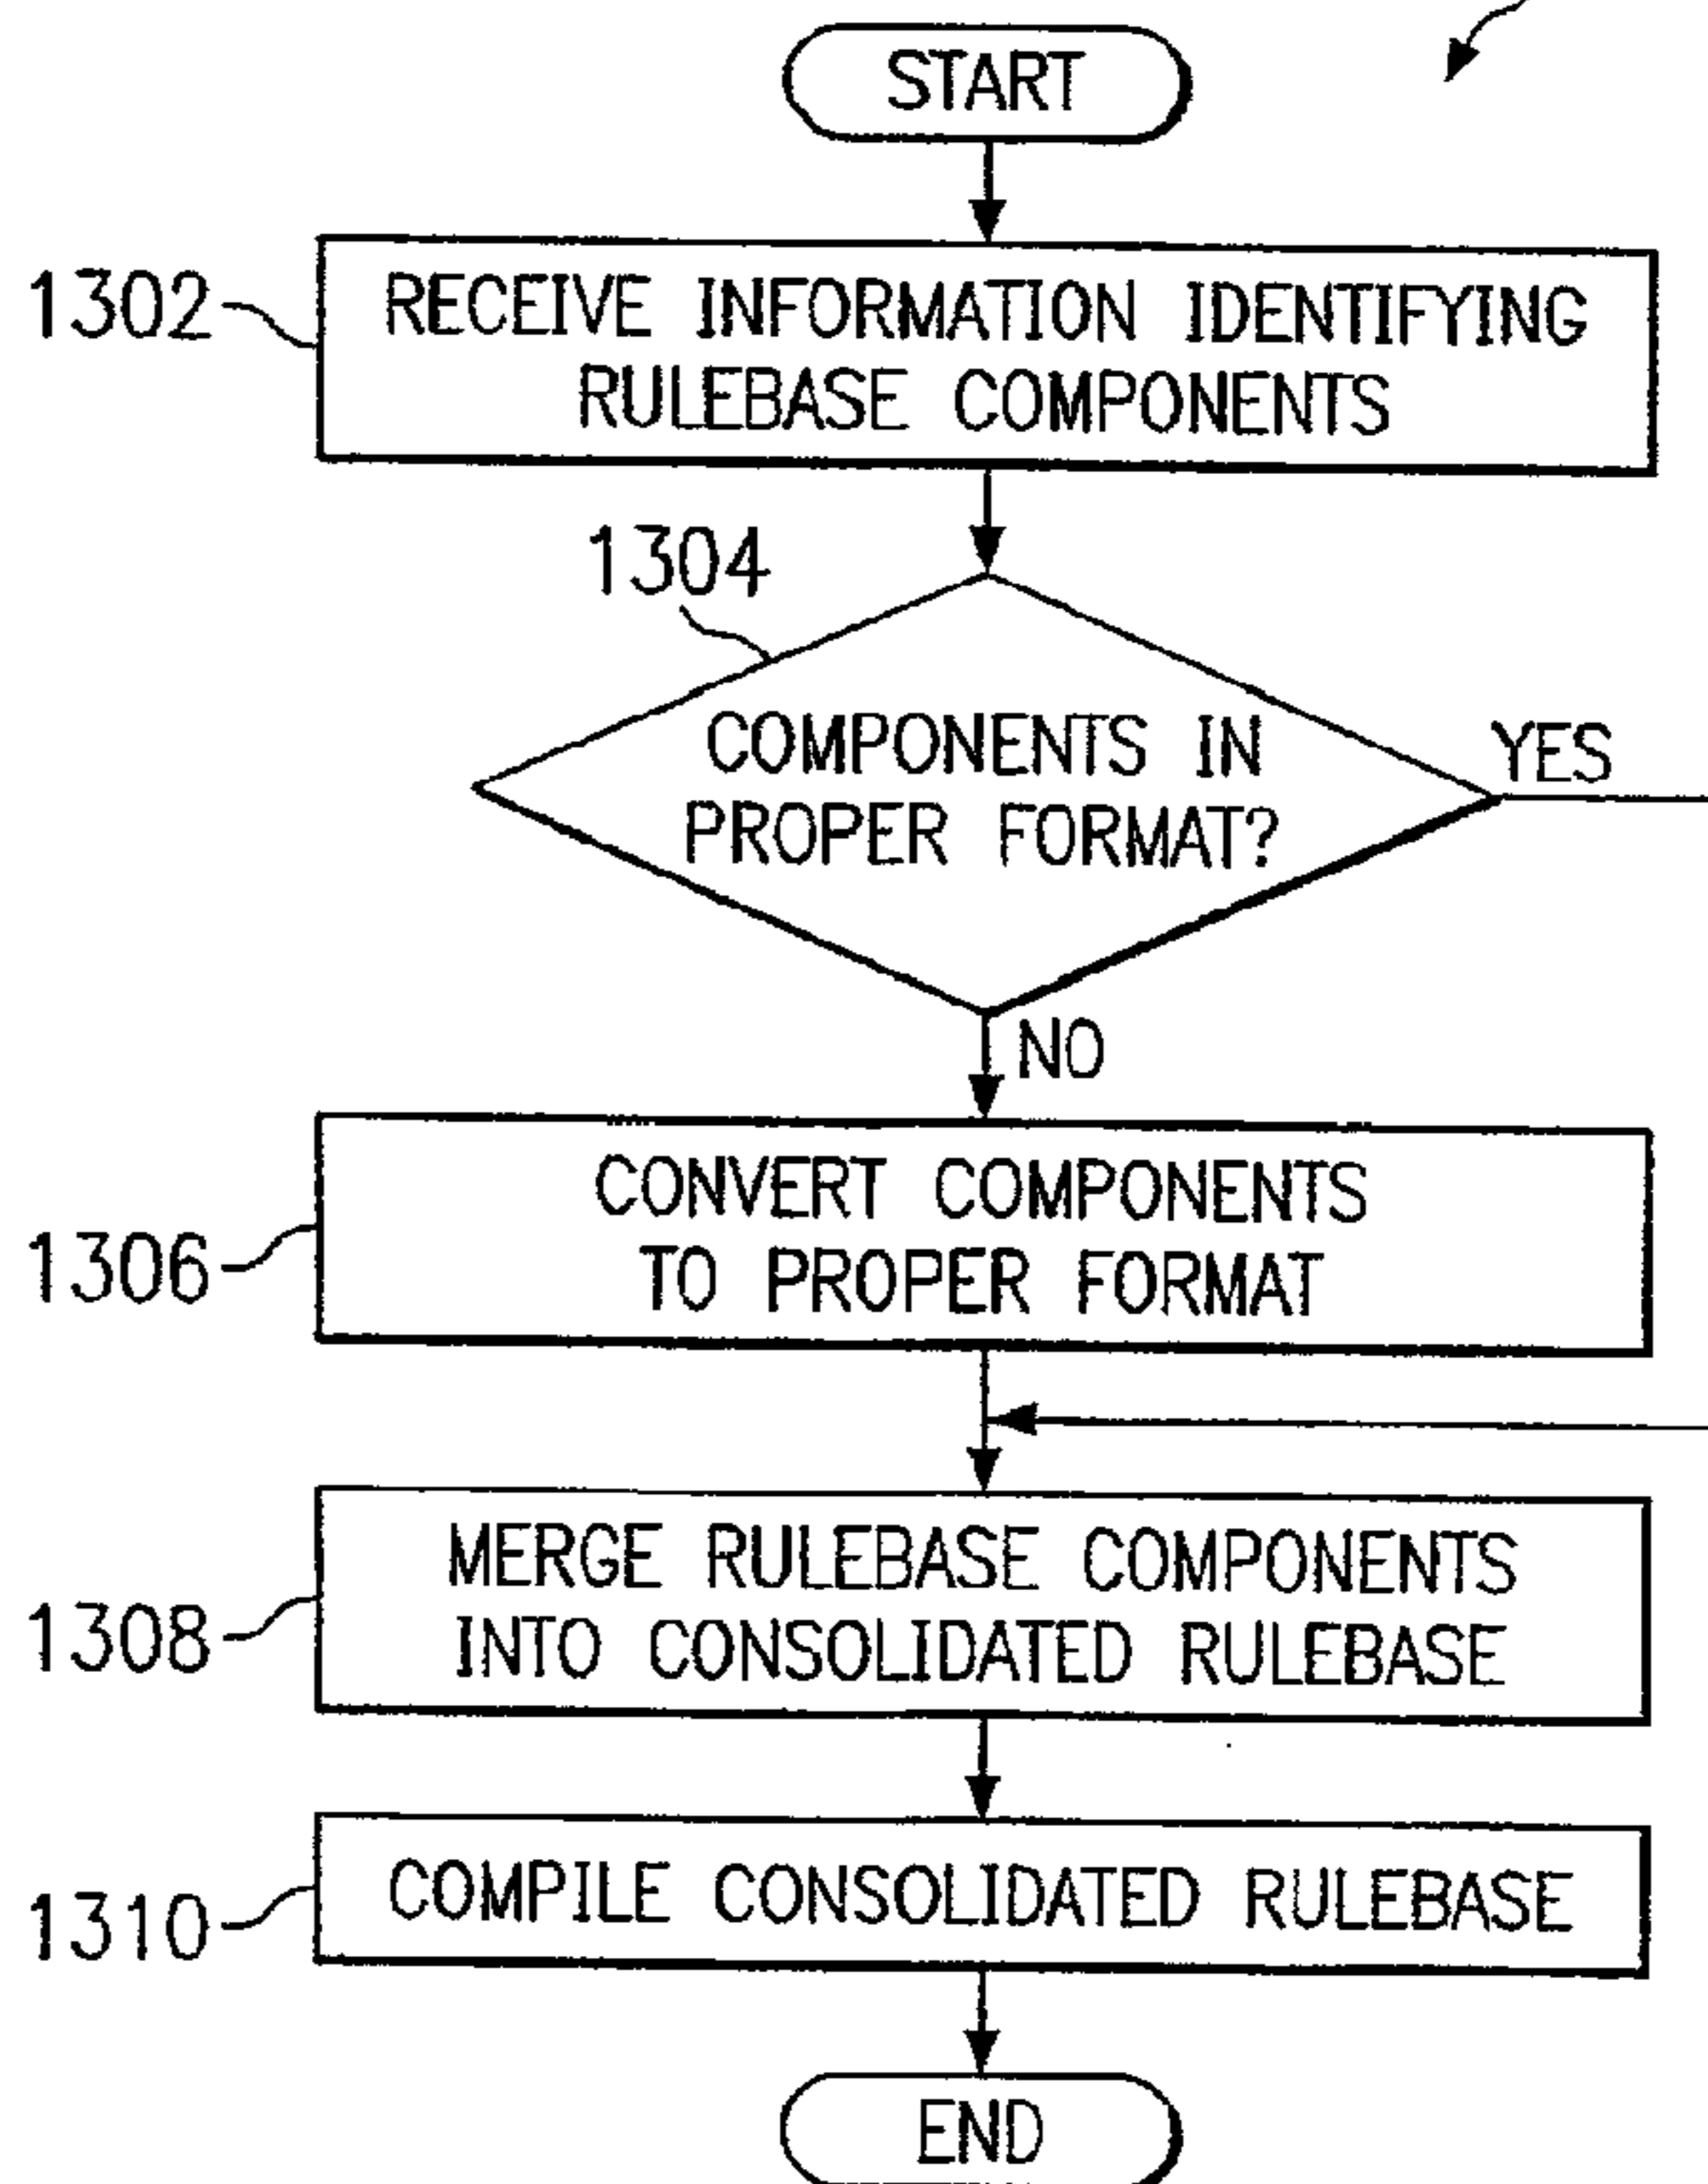 START
1302
RECEIVE INFORMATION IDENTIFYING
RULEBASE COMPONENTS
1304
COMPONENTS IN
PROPER FORMAT?
YES
NO
1306
CONVERT COMPONENTS
TO PROPER FORMAT
1308
MERGE RULEBASE COMPONENTS
INTO CONSOLIDATED RULEBASE
1310
COMPILE CONSOLIDATED RULEBASE
END